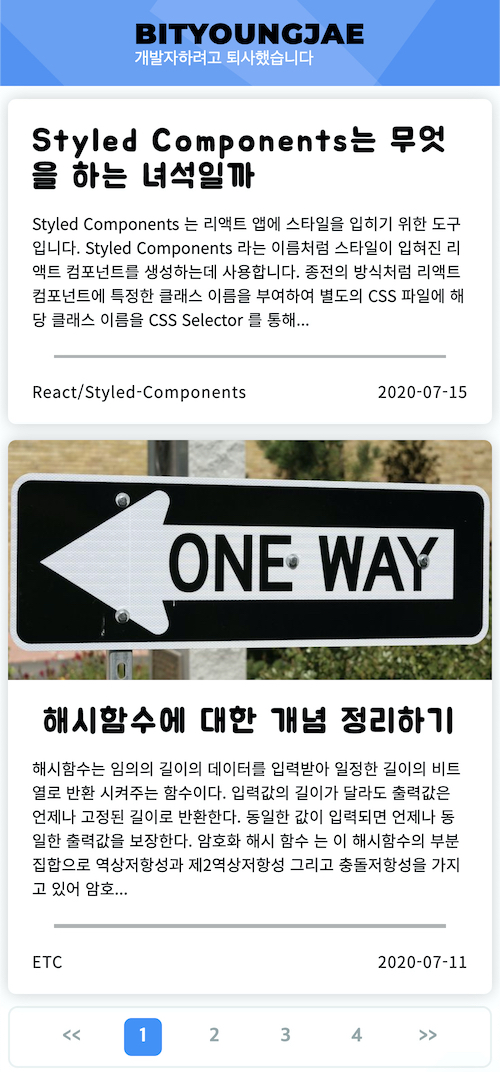 BITYOUNGJAE
개발자하려고 퇴사했습니다
Styled Components는 무엇
을 하는 녀석일까
Styled Components 는 리액트 앱에 스타일을 입히기 위한 도구
입니다. Styled Components 라는 이름처럼 스타일이 입혀진 리
액트 컴포넌트를 생성하는데 사용합니다. 종전의 방식처럼 리액트
컴포넌트에 특정한 클래스 이름을 부여하여 별도의 CSS 파일에 해
당 클래스 이름을 CSS Selector 를 통해...
React/Styled-Components 2020-07-15
ONE WAY
해시함수에 대한 개념 정리하기
해시함수는 임의의 길이의 데이터를 입력받아 일정한 길이의 비트
열로 반환 시켜주는 함수이다. 입력값의 길이가 달라도 출력값은
언제나 고정된 길이로 반환한다. 동일한 값이 입력되면 언제나 동
일한 출력값을 보장한다. 암호화 해시 함수 는 이 해시함수의 부분
집합으로 역상저항성과 제2역상저항성 그리고 충돌저항성을 가지
고 있어 암호...
ETC 2020-07-11
<< 1 2 3 4 >>